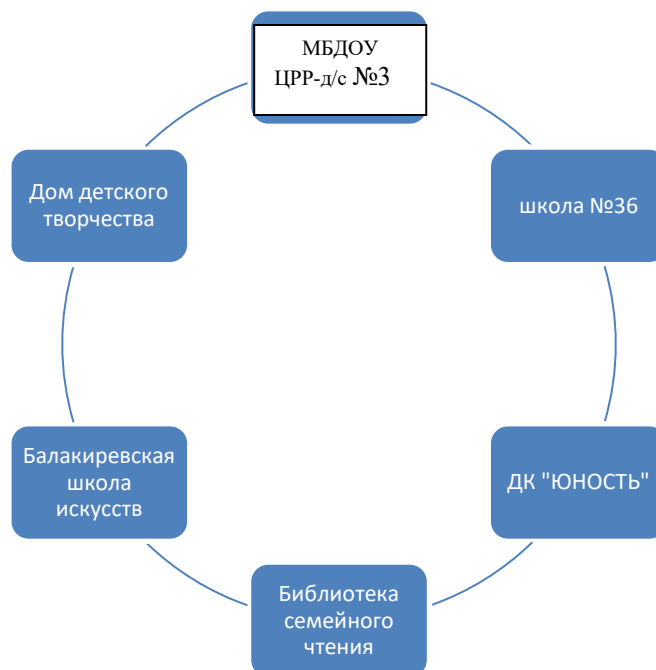 МБДОУ
ЦРР-д/с №3
Дом детского
творчества
школа №36
Балакиревская
школа
искусств
ДК "ЮНОСТЬ"
Библиотека
семейного
чтения